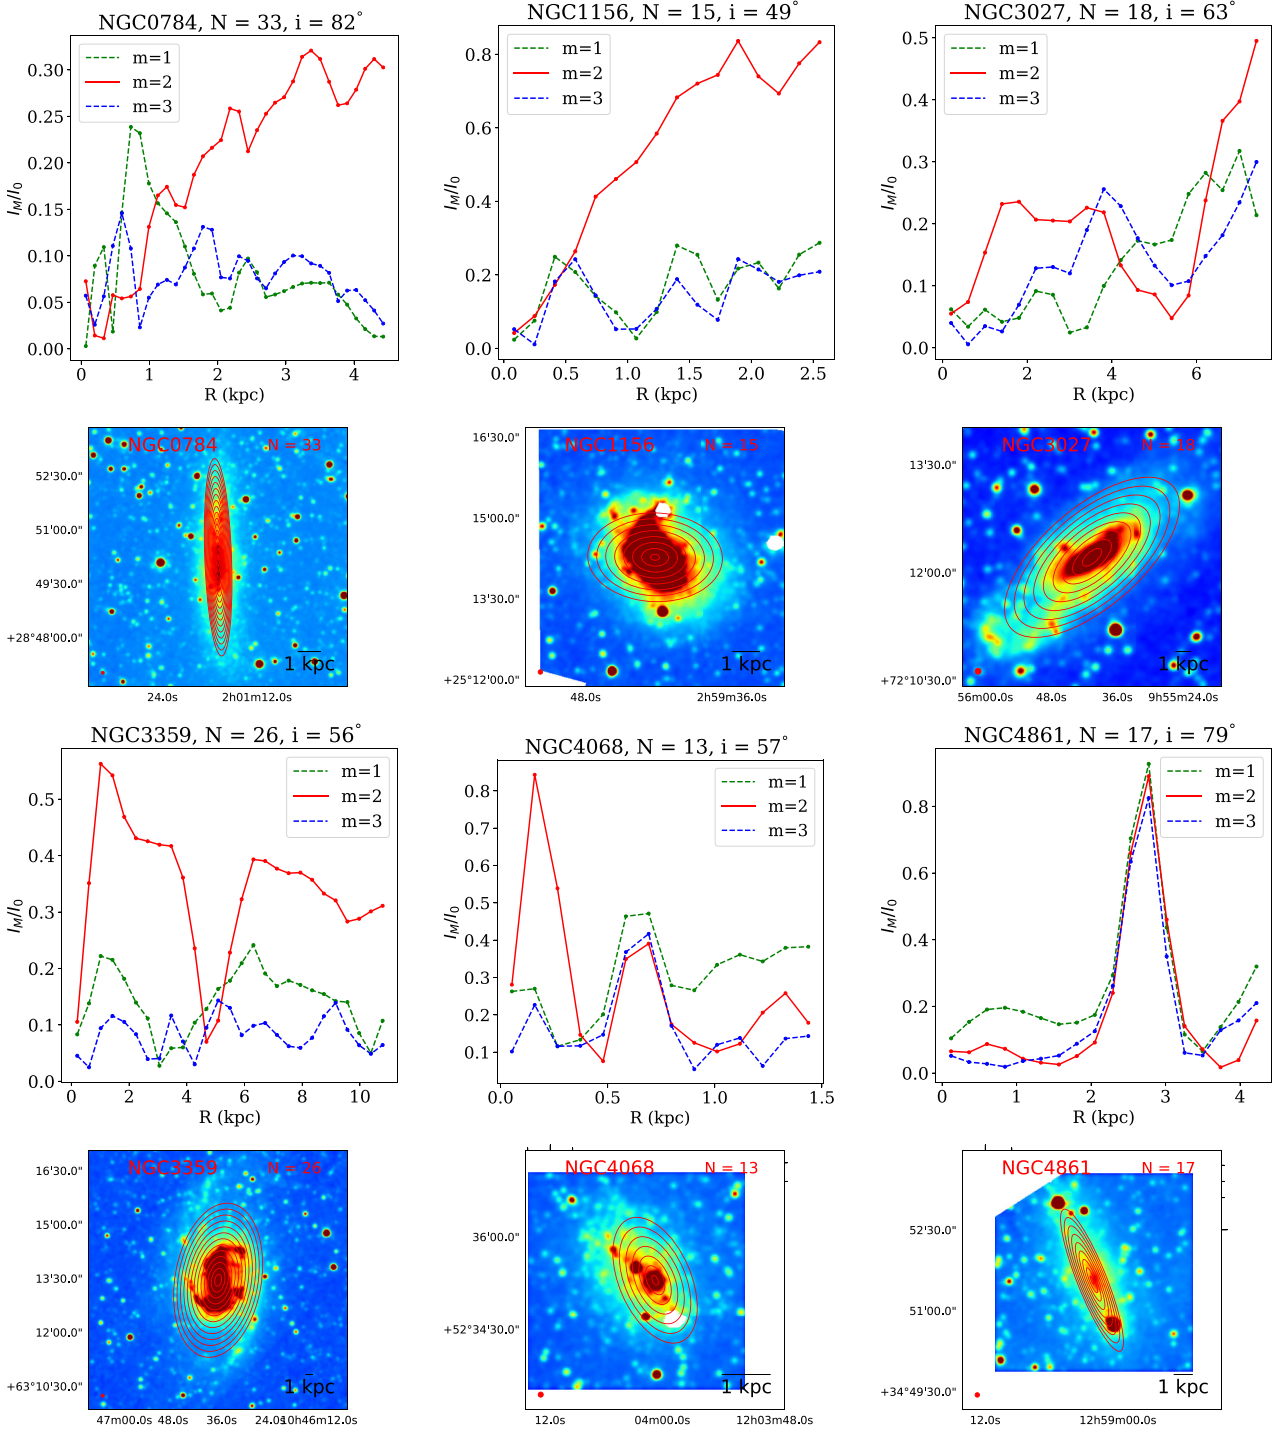 NGC0784, N = 33, i = 82°
m=1
m=2
m=3
0.30
0.25
0.20
0.15
0.10
0.05
0.00
I_M/I_0
0 1 2 3 4
R (kpc)
NGC1156, N = 15, i = 49°
m=1
m=2
m=3
0.8
0.6
0.4
0.2
0.0
I_M/I_0
0.0 0.5 1.0 1.5 2.0 2.5
R (kpc)
NGC3027, N = 18, i = 63°
m=1
m=2
m=3
0.5
0.4
0.3
0.2
0.1
0.0
I_M/I_0
0 2 4 6
R (kpc)
NGC0784 N = 33
52'30.0"
51'00.0"
49'30.0"
+28°48'00.0"
1 kpc
24.0s 2h01m12.0s
NGC1156 N = 15
16'30.0"
15'00.0"
13'30.0"
+25°12'00.0"
1 kpc
48.0s 2h59m36.0s
NGC3027 N = 18
13'30.0"
12'00.0"
+72°10'30.0"
1 kpc
56m00.0s 48.0s 36.0s 9h55m24.0s
NGC3359, N = 26, i = 56°
m=1
m=2
m=3
0.5
0.4
0.3
0.2
0.1
0.0
I_M/I_0
0 2 4 6 8 10
R (kpc)
NGC4068, N = 13, i = 57°
m=1
m=2
m=3
0.8
0.7
0.6
0.5
0.4
0.3
0.2
0.1
I_M/I_0
0.0 0.5 1.0 1.5
R (kpc)
NGC4861, N = 17, i = 79°
m=1
m=2
m=3
0.8
0.6
0.4
0.2
0.0
I_M/I_0
0 1 2 3 4
R (kpc)
NGC3359 N = 26
16'30.0"
15'00.0"
13'30.0"
12'00.0"
+63°10'30.0"
1 kpc
47m00.0s 48.0s 36.0s 24.0s 10h46m12.0s
NGC4068 N = 13
36'00.0"
+52°34'30.0"
1 kpc
12.0s 04m00.0s 12h03m48.0s
NGC4861 N = 17
52'30.0"
51'00.0"
+34°49'30.0"
1 kpc
12.0s 12h59m00.0s